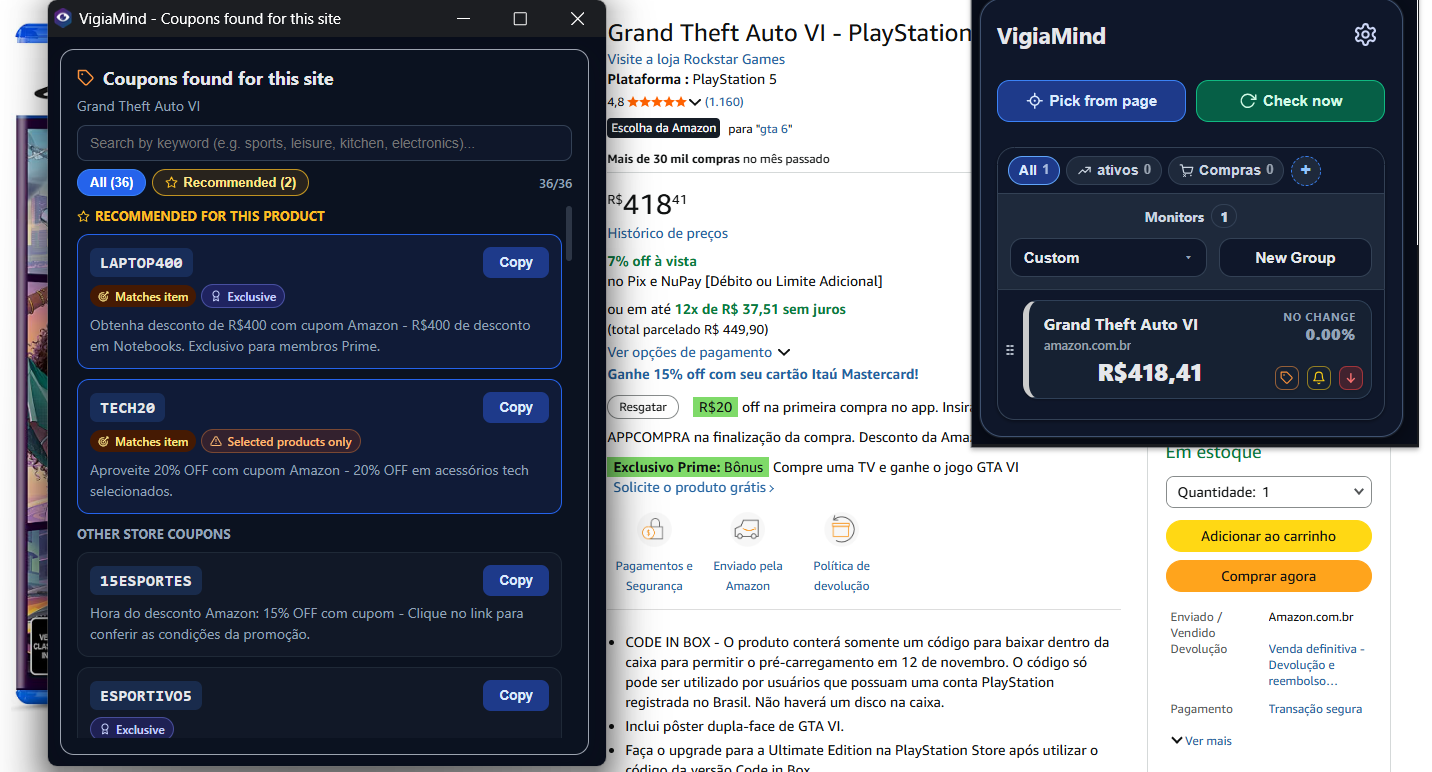 VigiaMind - Coupons found for this site
Coupons found for this site
Grand Theft Auto VI
Search by keyword (e.g. sports, leisure, kitchen, electronics)...
All (36)
Recommended (2)
36/36
RECOMMENDED FOR THIS PRODUCT
LAPTOP400
Copy
Matches item
Exclusive
Obtenha desconto de R$400 com cupom Amazon - R$400 de desconto
em Notebooks. Exclusivo para membros Prime.
TECH20
Copy
Matches item
Selected products only
Aproveite 20% OFF com cupom Amazon - 20% OFF em acessórios tech
selecionados.
OTHER STORE COUPONS
15ESPORTES
Copy
Hora do desconto Amazon: 15% OFF com cupom - Clique no link para
conferir as condições da promoção.
ESPORTIVO5
Copy
Exclusive
Grand Theft Auto VI - PlayStation
Visite a loja Rockstar Games
Plataforma : PlayStation 5
4,8 (1.160)
Escolha da Amazon para "gta 6"
Mais de 30 mil compras no mês passado
R$41841
Histórico de preços
7% off à vista
no Pix e NuPay [Débito ou Limite Adicional]
ou em até 12x de R$ 37,51 sem juros
(total parcelado R$ 449,90)
Ver opções de pagamento
Ganhe 15% off com seu cartão Itaú Mastercard!
Resgatar R$20 off na primeira compra no app. Insira
APPCOMPRA na finalização da compra. Desconto da Ama
Exclusivo Prime: Bônus Compre uma TV e ganhe o jogo GTA VI
Solicite o produto grátis ›
Pagamentos e
Segurança
Enviado pela
Amazon
Política de
devolução
CODE IN BOX - O produto conterá somente um código para baixar dentro da
caixa para permitir o pré-carregamento em 12 de novembro. O código só
pode ser utilizado por usuários que possuam uma conta PlayStation
registrada no Brasil. Não haverá um disco na caixa.
Inclui pôster dupla-face de GTA VI.
Faça o upgrade para a Ultimate Edition na PlayStation Store após utilizar o
código da versão Code in Box.
VigiaMind
Pick from page
Check now
All 1
ativos 0
Compras 0
+
Monitors 1
Custom
New Group
Grand Theft Auto VI
NO CHANGE
amazon.com.br
0.00%
R$418,41
Em estoque
Quantidade: 1
Adicionar ao carrinho
Comprar agora
Enviado /
Vendido
Amazon.com.br
Devolução
Venda definitiva -
Devolução e
reembolso…
Pagamento
Transação segura
Ver mais